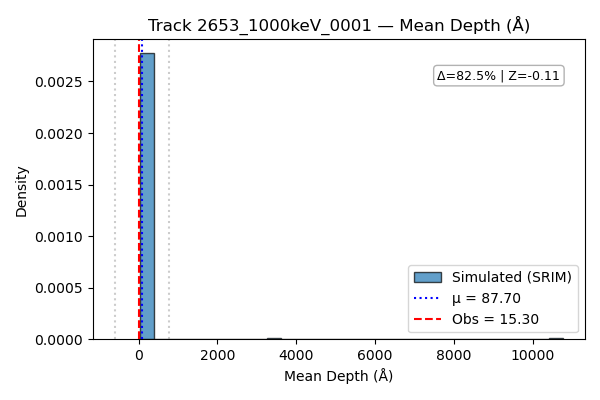 Track 2653_1000keV_0001 — Mean Depth (Å)
Δ=82.5% | Z=-0.11
Density
0.0025
0.0020
0.0015
0.0010
0.0005
0.0000
Simulated (SRIM)
μ = 87.70
Obs = 15.30
0 2000 4000 6000 8000 10000
Mean Depth (Å)